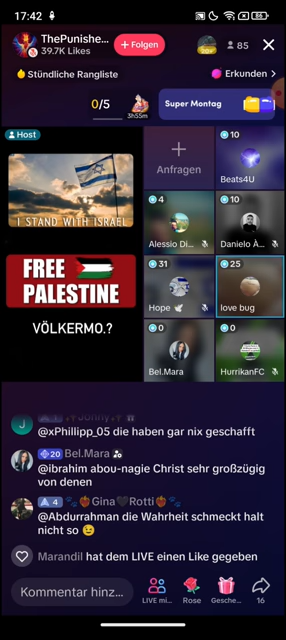 17:42 86
ThePunishe...
39.7K Likes
+ Folgen
85
Stündliche Rangliste
Erkunden >
0/5
3h55m
Super Montag
Host
I STAND WITH ISRAEL
FREE
PALESTINE
VÖLKERMO.?
+
Anfragen
10
Beats4U
4
Alessio Di...
10
Danielo À...
31
Hope 🕊
25
love bug
0
Bel.Mara
0
HurrikanFC
J
@xPhillipp_05 die haben gar nix geschafft
20 Bel.Mara
@ibrahim abou-nagie Christ sehr großzügig
von denen
4 🐾Gina🖤Rotti🐾
@Abdurrahman die Wahrheit schmeckt halt
nicht so 😉
Marandil hat dem LIVE einen Like gegeben
Kommentar hinz...
LIVE mi...
Rose
Gesche...
16